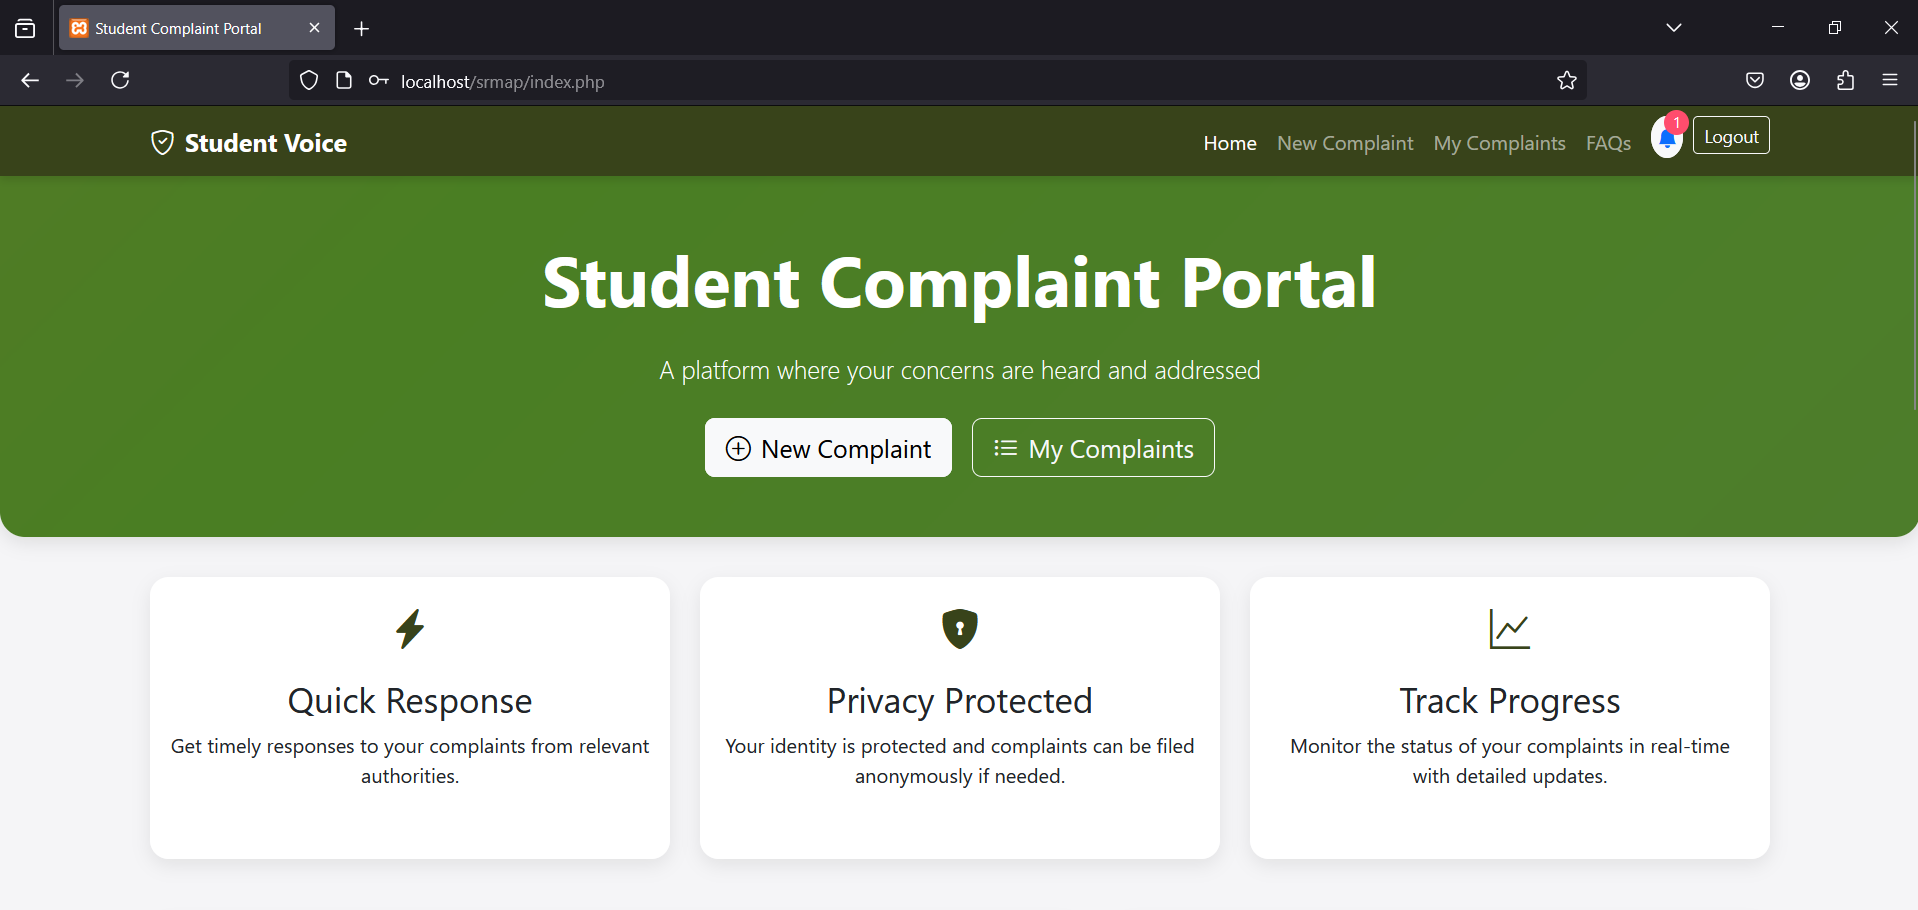 Student Complaint Portal
localhost/srmap/index.php
Student Voice
Home New Complaint My Complaints FAQs 1 Logout
Student Complaint Portal
A platform where your concerns are heard and addressed
New Complaint My Complaints
Quick Response
Get timely responses to your complaints from relevant
authorities.
Privacy Protected
Your identity is protected and complaints can be filed
anonymously if needed.
Track Progress
Monitor the status of your complaints in real-time
with detailed updates.